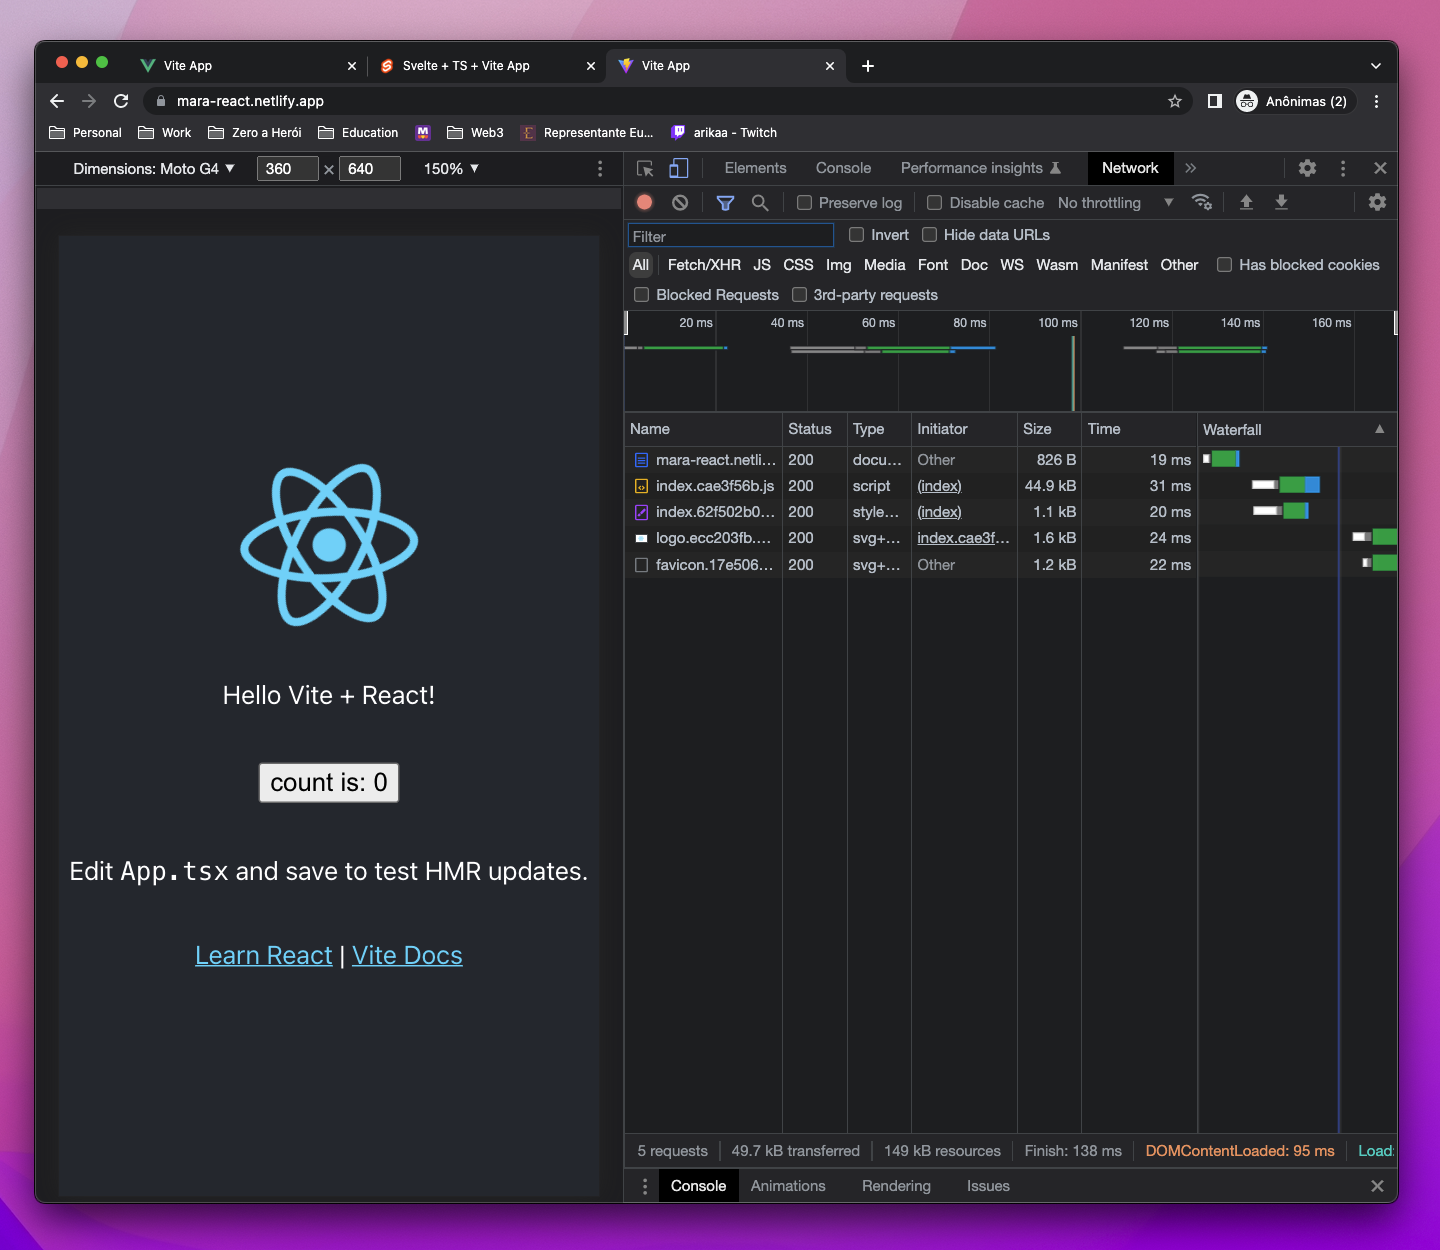 Vite App
Svelte + TS + Vite App
Vite App
mara-react.netlify.app
Anônimas (2)
Personal
Work
Zero a Herói
Education
Web3
Representante Eu...
arikaa - Twitch
Dimensions: Moto G4 ▼ 360 × 640 150% ▼
Elements Console Performance insights Network »
Preserve log Disable cache No throttling ▼
Filter Invert Hide data URLs
All Fetch/XHR JS CSS Img Media Font Doc WS Wasm Manifest Other Has blocked cookies
Blocked Requests 3rd-party requests
20 ms 40 ms 60 ms 80 ms 100 ms 120 ms 140 ms 160 ms
Name Status Type Initiator Size Time Waterfall ▲
mara-react.netli... 200 docu... Other 826 B 19 ms
index.cae3f56b.js 200 script (index) 44.9 kB 31 ms
index.62f502b0... 200 style... (index) 1.1 kB 20 ms
logo.ecc203fb.... 200 svg+... index.cae3f... 1.6 kB 24 ms
favicon.17e506... 200 svg+... Other 1.2 kB 22 ms
Hello Vite + React!
count is: 0
Edit App.tsx and save to test HMR updates.
Learn React | Vite Docs
5 requests 49.7 kB transferred 149 kB resources Finish: 138 ms DOMContentLoaded: 95 ms Load:
Console Animations Rendering Issues